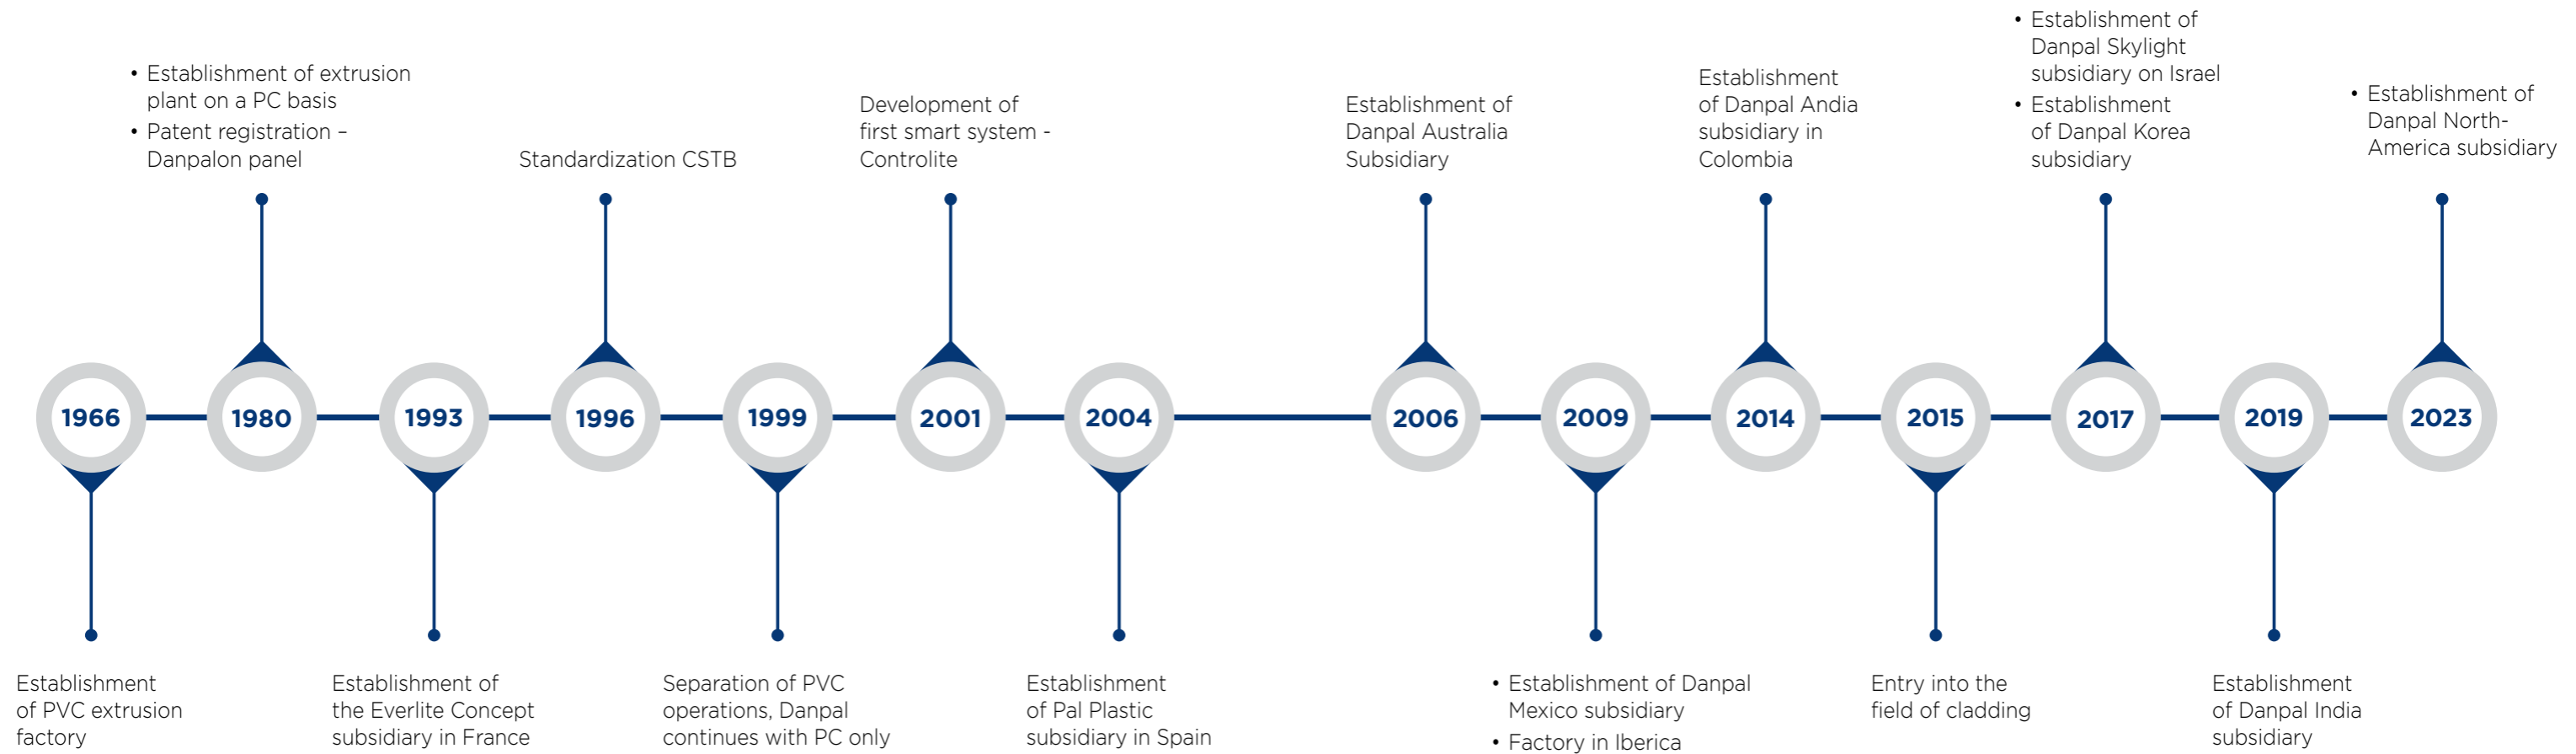 • Establishment of extrusion
plant on a PC basis
• Patent registration –
Danpalon panel
Standardization CSTB
Development of
first smart system -
Controlite
Establishment of
Danpal Australia
Subsidiary
Establishment
of Danpal Andia
subsidiary in
Colombia
• Establishment of
Danpal Skylight
subsidiary on Israel
• Establishment
of Danpal Korea
subsidiary
• Establishment of
Danpal North-
America subsidiary
1966
1980
1993
1996
1999
2001
2004
2006
2009
2014
2015
2017
2019
2023
Establishment
of PVC extrusion
factory
Establishment of
the Everlite Concept
subsidiary in France
Separation of PVC
operations, Danpal
continues with PC only
Establishment
of Pal Plastic
subsidiary in Spain
• Establishment of Danpal
Mexico subsidiary
• Factory in Iberica
Entry into the
field of cladding
Establishment
of Danpal India
subsidiary